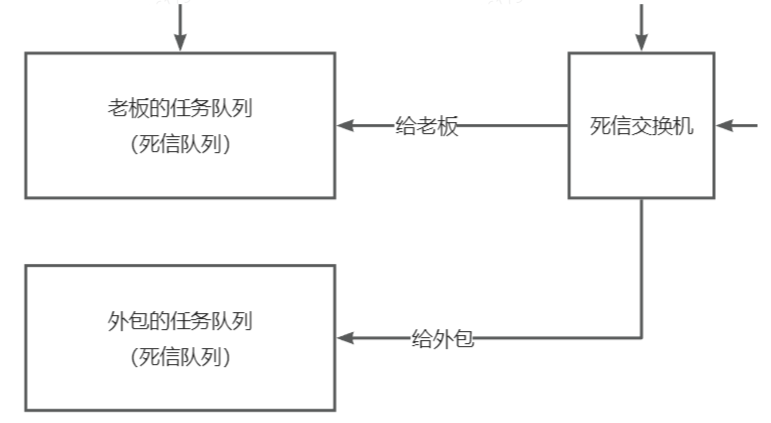 老板的任务队列
（死信队列）
给老板
死信交换机
外包的任务队列
（死信队列）
给外包